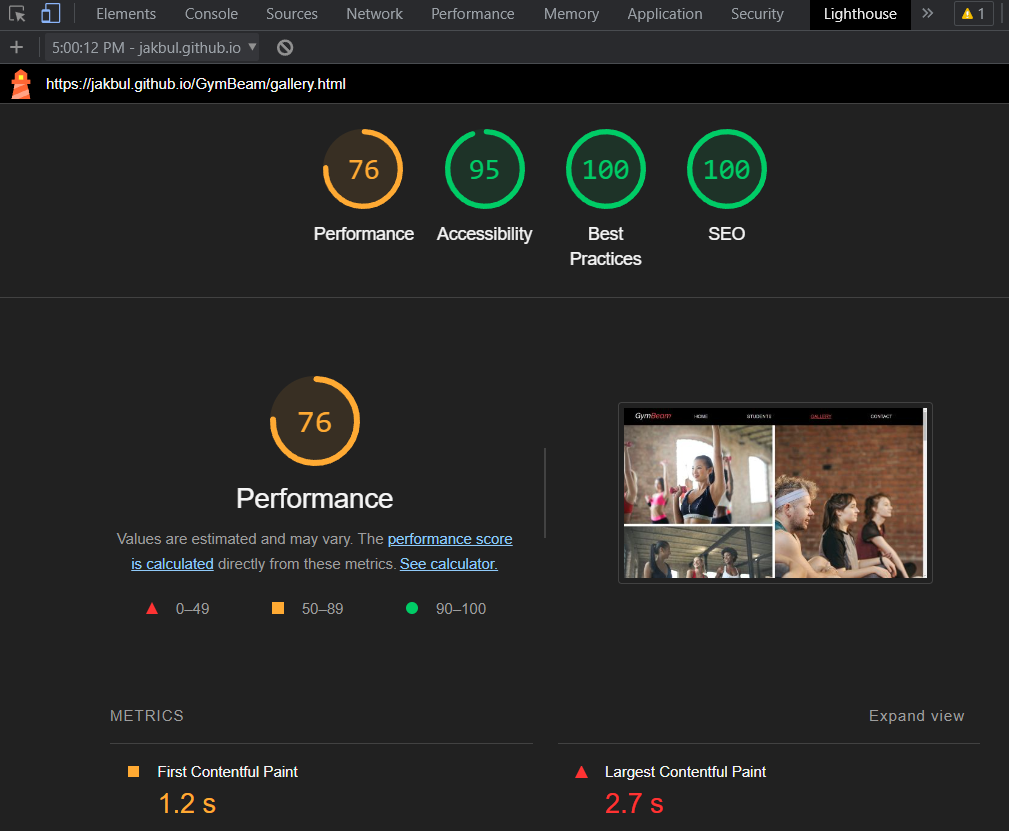 Elements Console Sources Network Performance Memory Application Security Lighthouse 1
5:00:12 PM - jakbul.github.io
https://jakbul.github.io/GymBeam/gallery.html
76 95 100 100
Performance Accessibility Best Practices SEO
76
GymBeam HOME STUDENTS GALLERY CONTACT
Performance
Values are estimated and may vary. The performance score
is calculated directly from these metrics. See calculator.
0–49 50–89 90–100
METRICS Expand view
First Contentful Paint Largest Contentful Paint
1.2 s 2.7 s